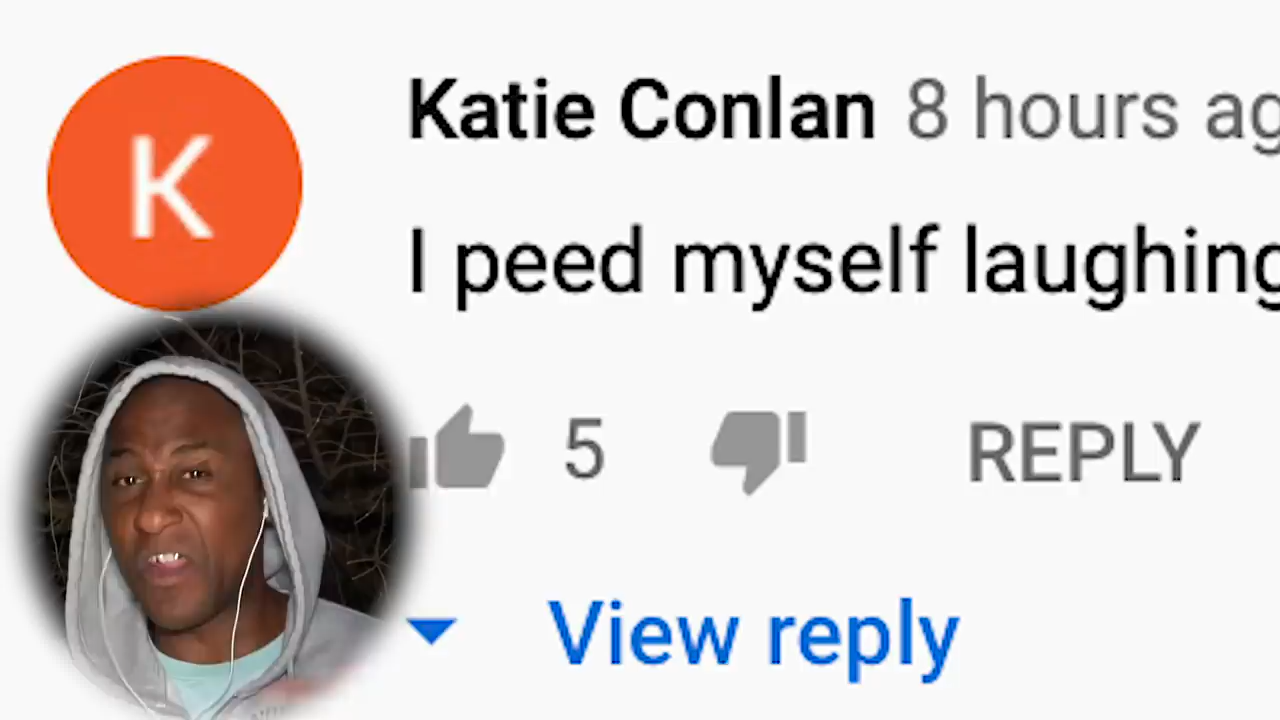 K
Katie Conlan 8 hours ag
I peed myself laughing
5 REPLY
View reply